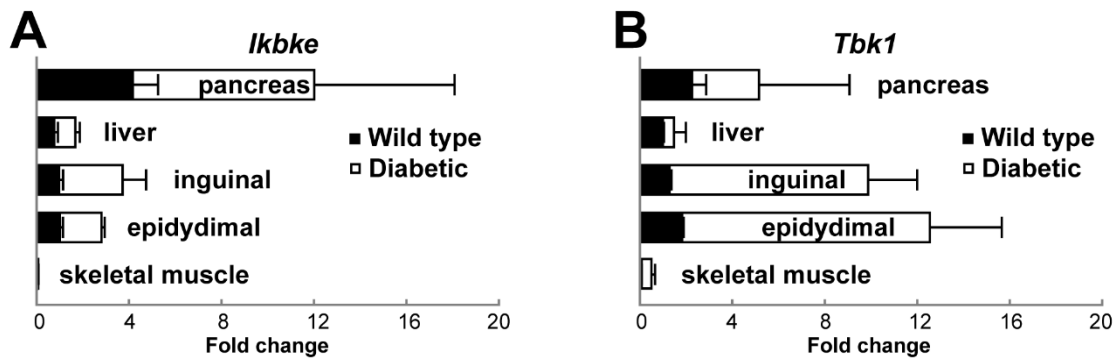 A
Ikbke
pancreas
liver
Wild type
Diabetic
inguinal
epidydimal
skeletal muscle
0 4 8 12 16 20
Fold change
B
Tbk1
pancreas
liver
Wild type
Diabetic
inguinal
epidydimal
skeletal muscle
0 4 8 12 16 20
Fold change